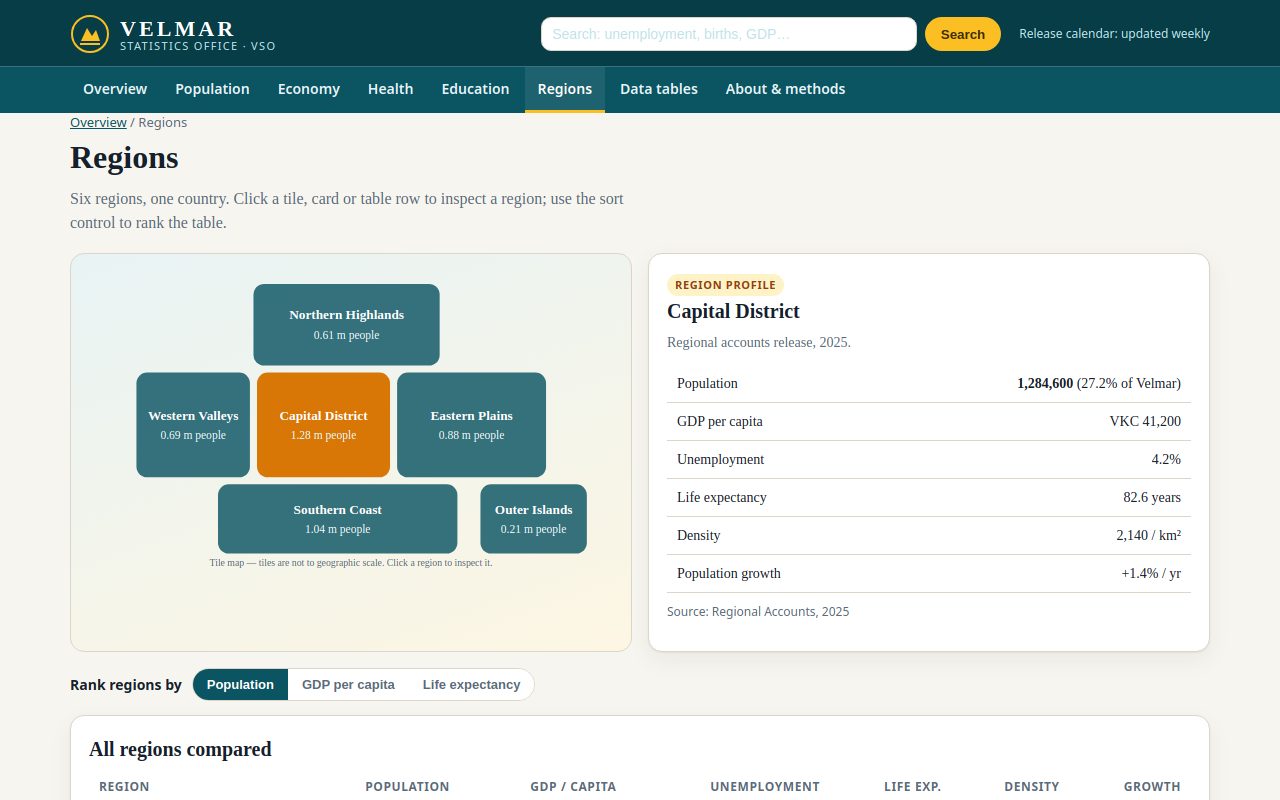 VELMAR
STATISTICS OFFICE · VSO
Search: unemployment, births, GDP…
Search
Release calendar: updated weekly
Overview
Population
Economy
Health
Education
Regions
Data tables
About & methods
Overview / Regions
Regions
Six regions, one country. Click a tile, card or table row to inspect a region; use the sort
control to rank the table.
Northern Highlands
0.61 m people
Western Valleys
0.69 m people
Capital District
1.28 m people
Eastern Plains
0.88 m people
Southern Coast
1.04 m people
Outer Islands
0.21 m people
Tile map — tiles are not to geographic scale. Click a region to inspect it.
REGION PROFILE
Capital District
Regional accounts release, 2025.
Population 1,284,600 (27.2% of Velmar)
GDP per capita VKC 41,200
Unemployment 4.2%
Life expectancy 82.6 years
Density 2,140 / km²
Population growth +1.4% / yr
Source: Regional Accounts, 2025
Rank regions by Population GDP per capita Life expectancy
All regions compared
REGION POPULATION GDP / CAPITA UNEMPLOYMENT LIFE EXP. DENSITY GROWTH